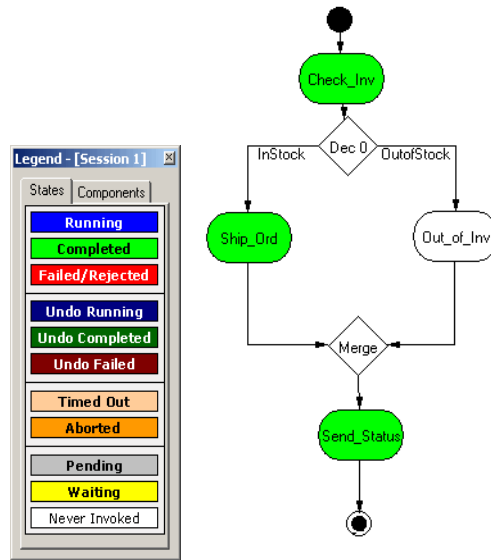 Legend - [Session 1]
States
Components
Running
Completed
Failed/Rejected
Undo Running
Undo Completed
Undo Failed
Timed Out
Aborted
Pending
Waiting
Never Invoked
Check_Inv
Dec 0
InStock
OutofStock
Ship_Ord
Out_of_Inv
Merge
Send_Status